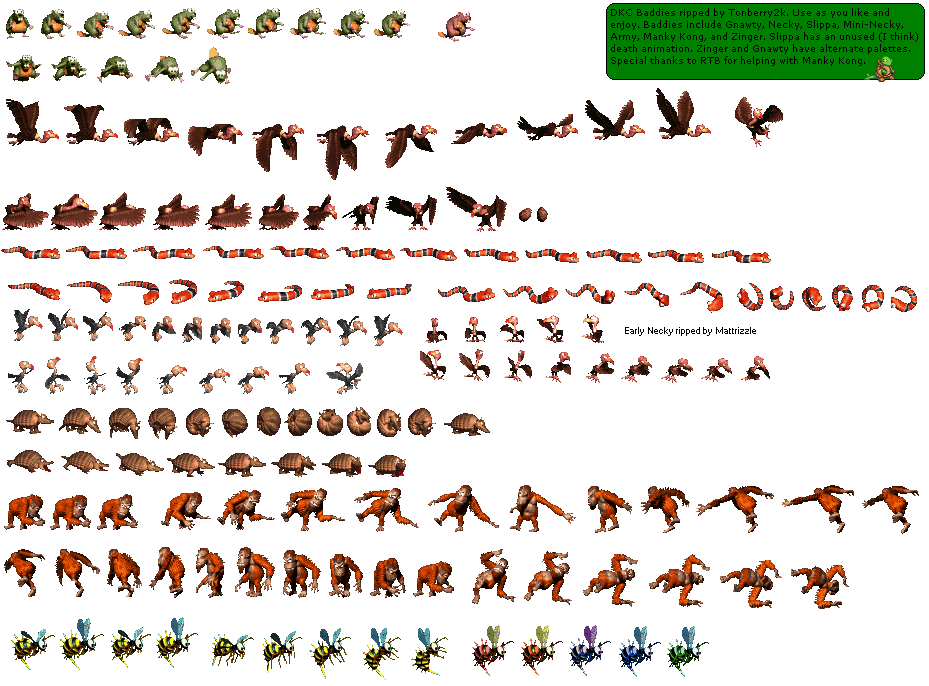 DKC Baddies ripped by Tonberry2k. Use as you like and
enjoy. Baddies include Gnawty, Necky, Slippa, Mini-Necky,
Army, Manky Kong, and Zinger. Slippa has an unused (I think)
death animation. Zinger and Gnawty have alternate palettes.
Special thanks to RTB for helping with Manky Kong.
Early Necky ripped by Mattrizzle